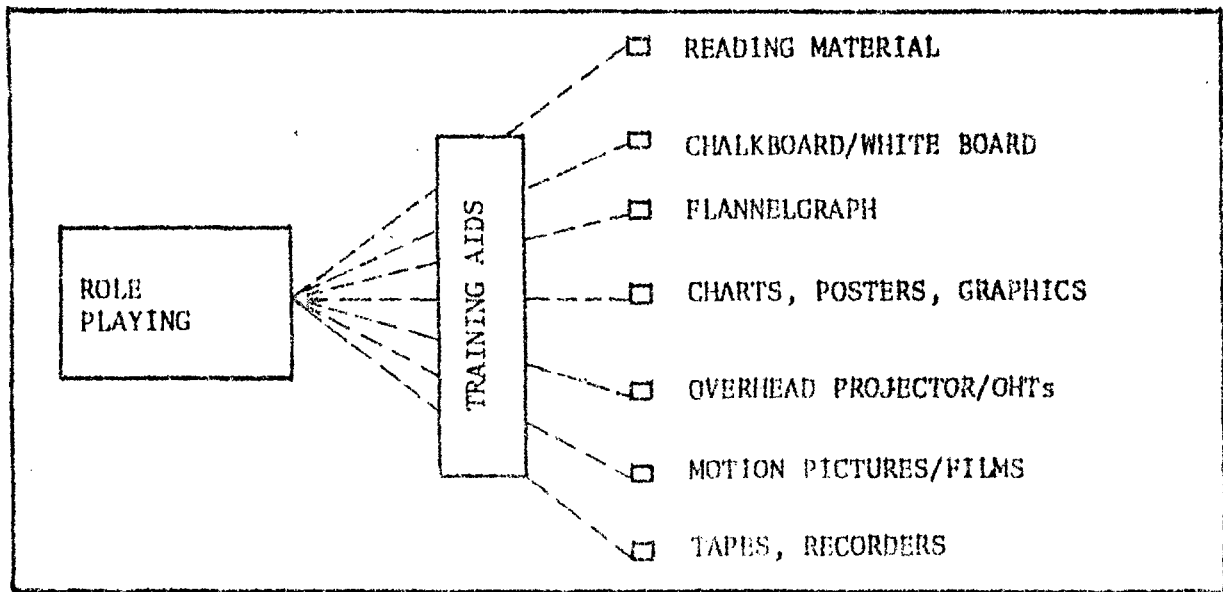 ROLE
PLAYING
TRAINING AIDS
READING MATERIAL
CHALKBOARD/WHITE BOARD
FLANNELGRAPH
CHARTS, POSTERS, GRAPHICS
OVERHEAD PROJECTOR/OHTs
MOTION PICTURES/FILMS
TAPES, RECORDERS